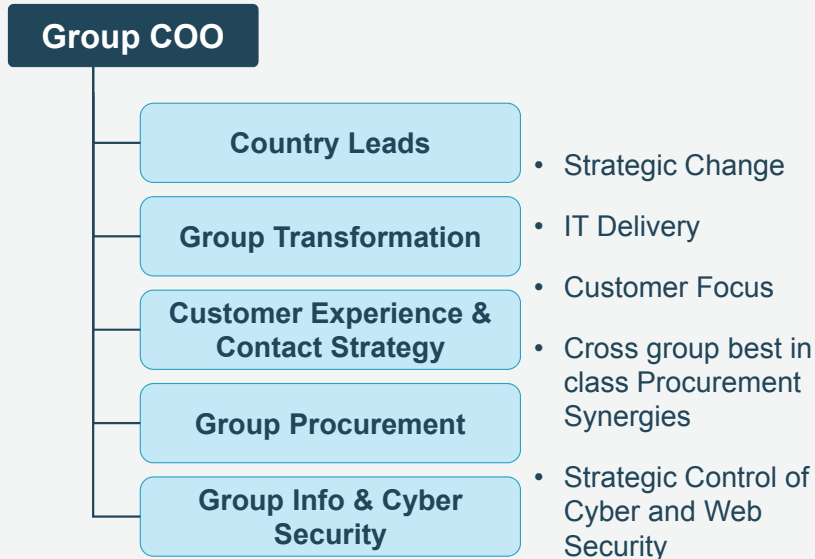 Group COO
Country Leads
Group Transformation
Customer Experience &
Contact Strategy
Group Procurement
Group Info & Cyber
Security
• Strategic Change
• IT Delivery
• Customer Focus
• Cross group best in
class Procurement
Synergies
• Strategic Control of
Cyber and Web
Security